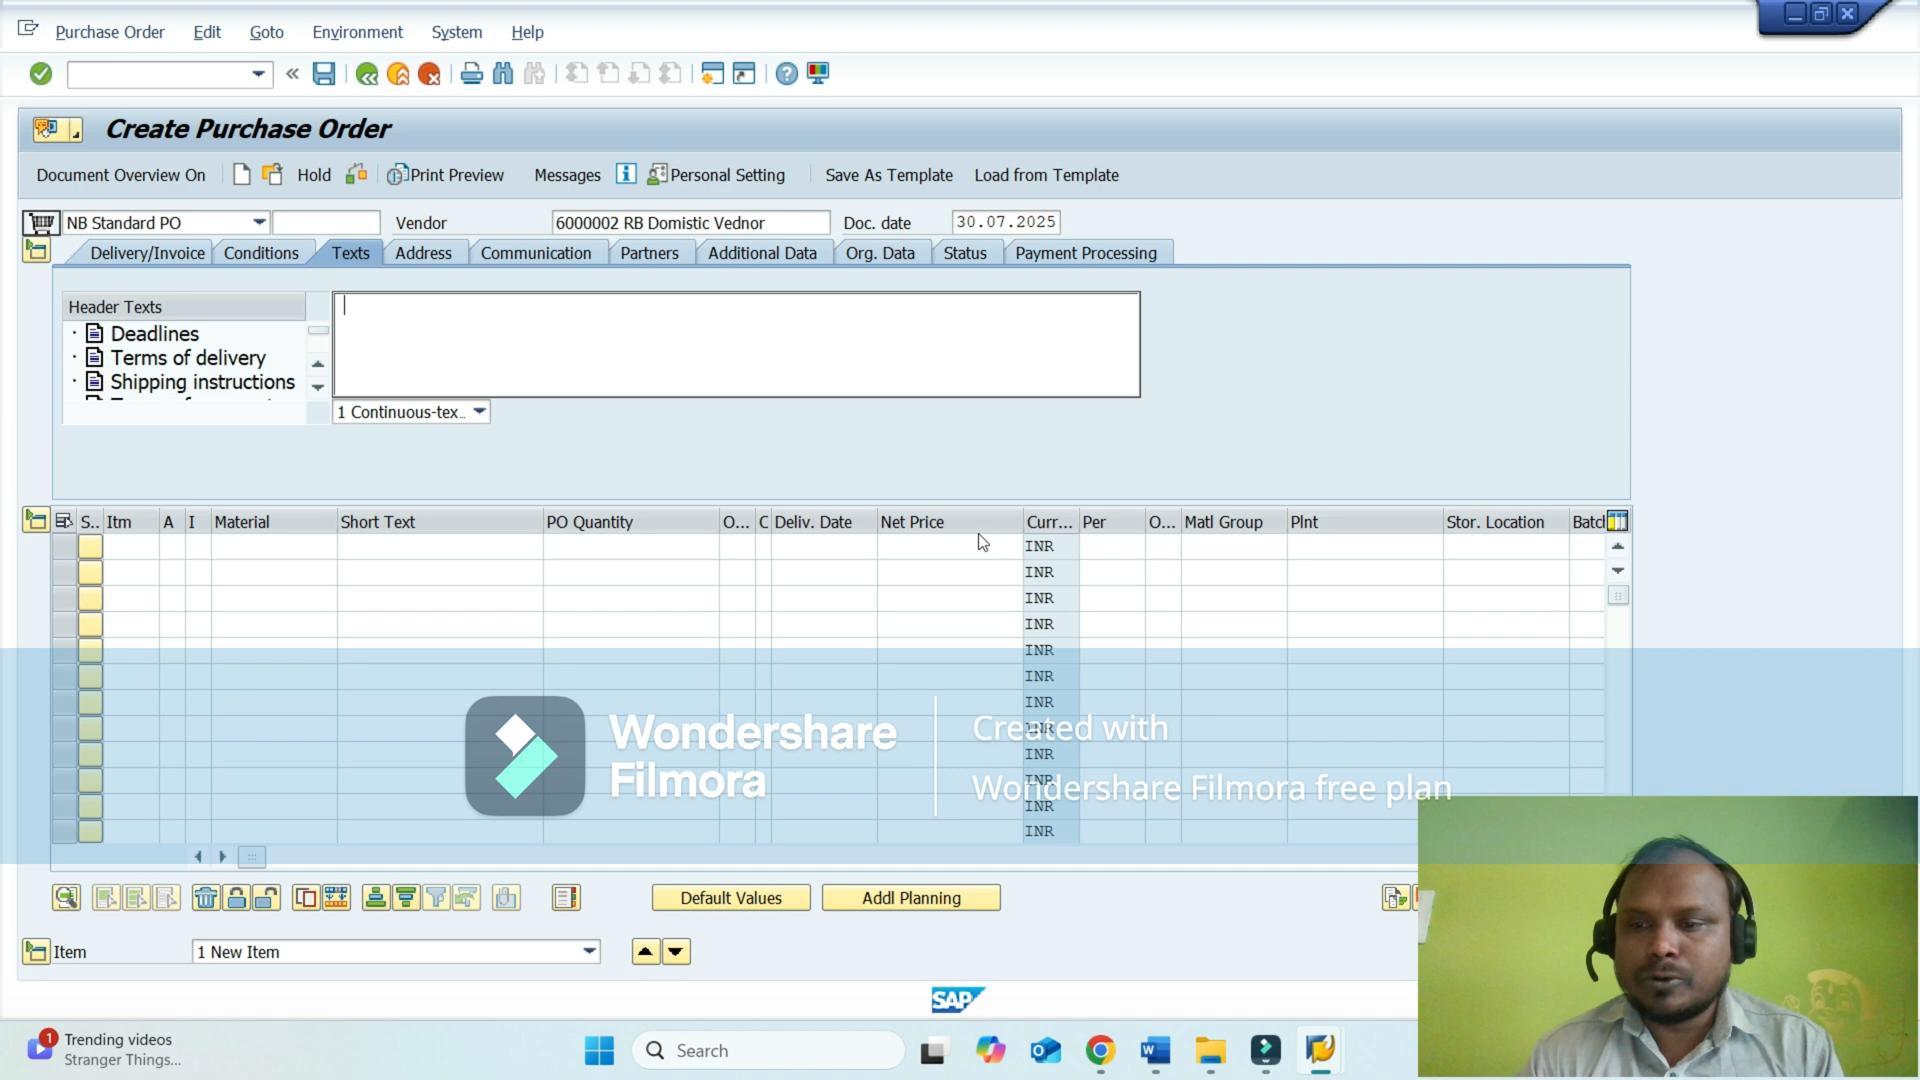 Purchase Order Edit Goto Environment System Help
Create Purchase Order
Document Overview On Hold Print Preview Messages Personal Setting Save As Template Load from Template
NB Standard PO Vendor 6000002 RB Domistic Vednor Doc. date 30.07.2025
Delivery/Invoice Conditions Texts Address Communication Partners Additional Data Org. Data Status Payment Processing
Header Texts
Deadlines
Terms of delivery
Shipping instructions
1 Continuous-tex..
S.. Itm A I Material Short Text PO Quantity O... C Deliv. Date Net Price Curr... Per O... Matl Group Plnt Stor. Location Batcl
INR
INR
INR
INR
INR
INR
INR
INR
INR
INR
INR
INR
Wondershare Filmora
Created with
Wondershare Filmora free plan
Default Values Addl Planning
Item 1 New Item
SAP
1 Trending videos
Stranger Things...
Search